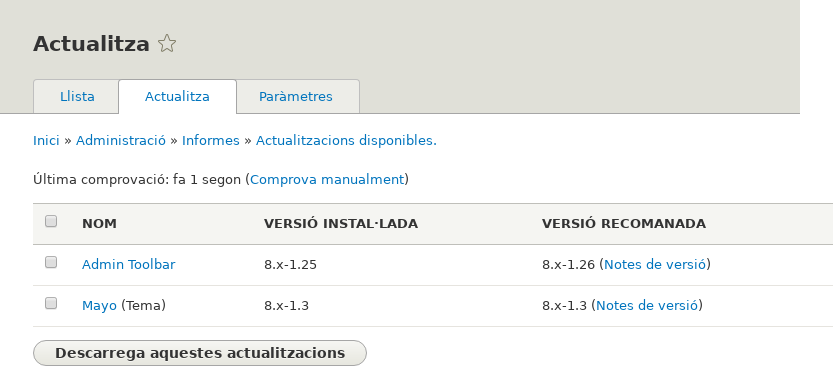 Actualitza
Llista Actualitza Paràmetres
Inici » Administració » Informes » Actualitzacions disponibles.
Última comprovació: fa 1 segon (Comprova manualment)
NOM VERSIÓ INSTAL·LADA VERSIÓ RECOMANADA
Admin Toolbar 8.x-1.25 8.x-1.26 (Notes de versió)
Mayo (Tema) 8.x-1.3 8.x-1.3 (Notes de versió)
Descarrega aquestes actualitzacions